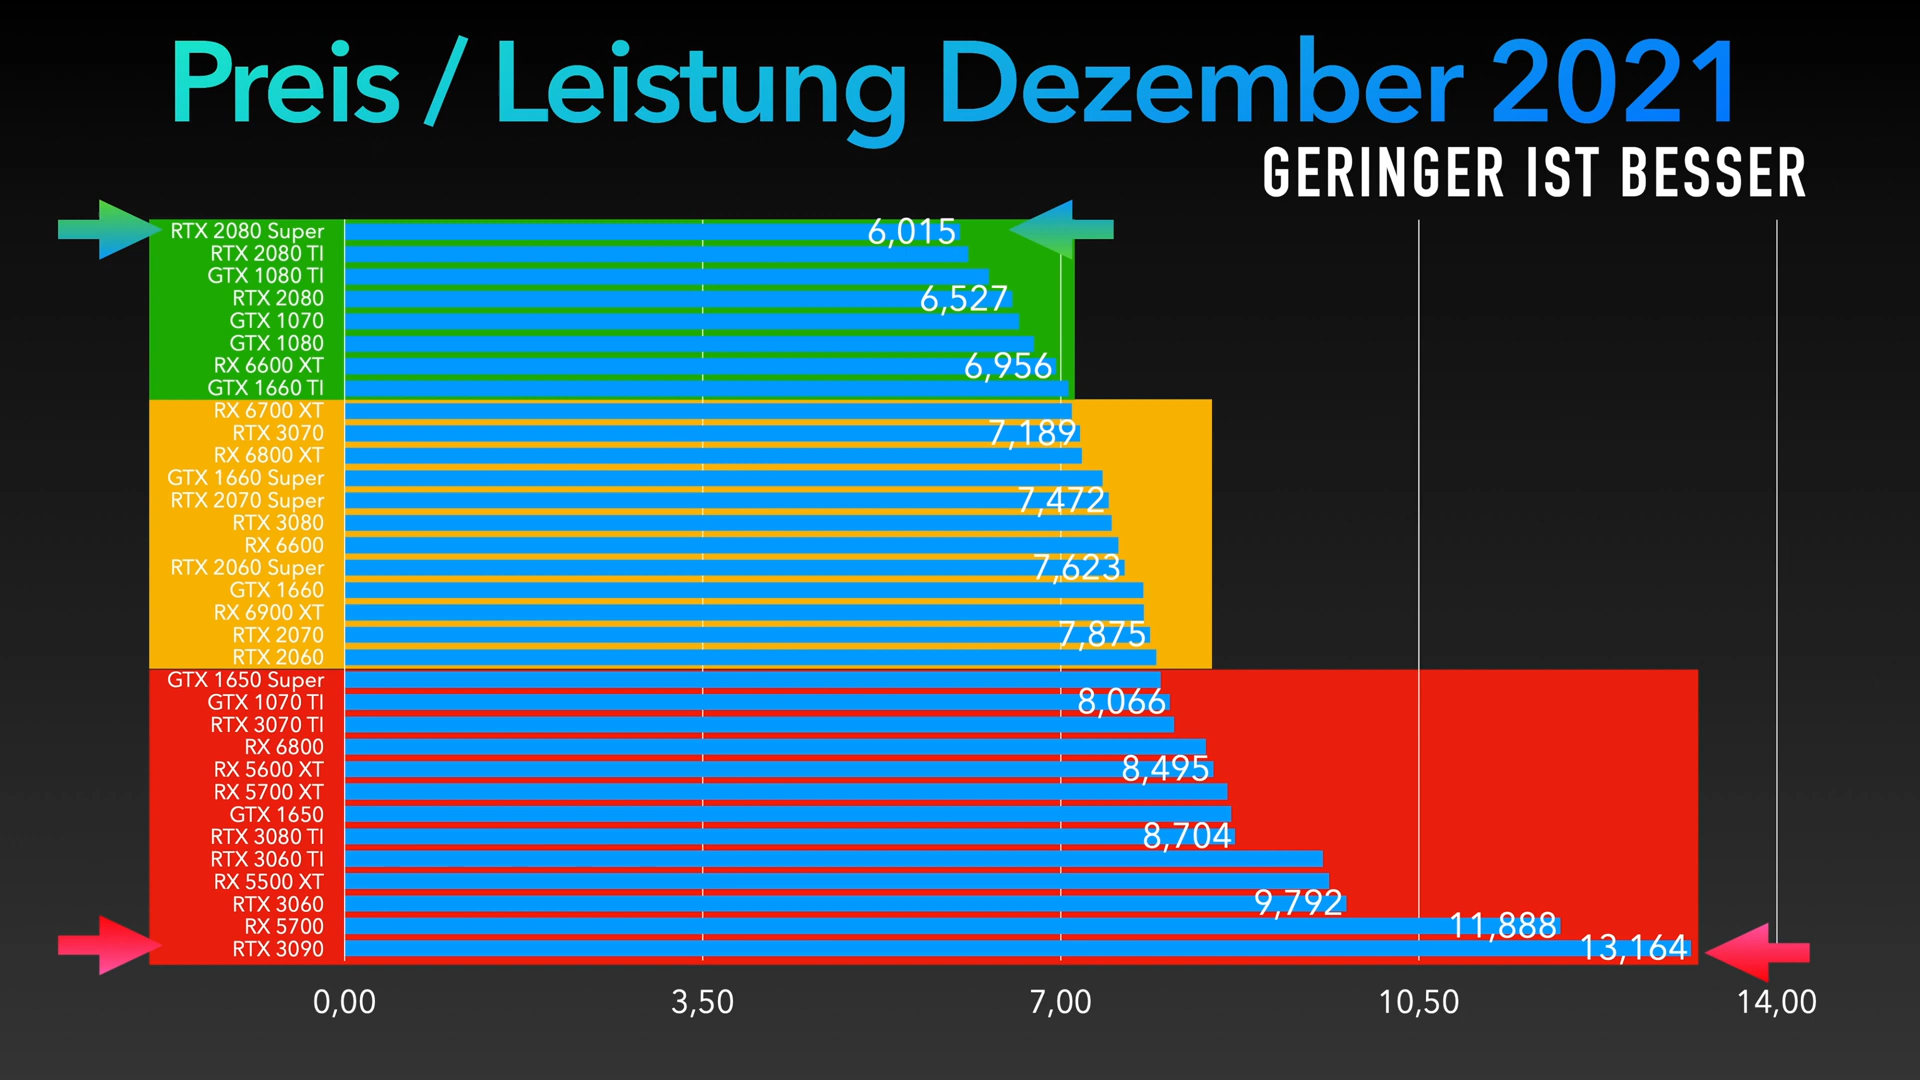 Preis / Leistung Dezember 2021
GERINGER IST BESSER
RTX 2080 Super 6,015
RTX 2080 TI
GTX 1080 TI
RTX 2080 6,527
GTX 1070
GTX 1080
RX 6600 XT 6,956
GTX 1660 TI
RX 6700 XT
RTX 3070 7,189
RX 6800 XT
GTX 1660 Super
RTX 2070 Super 7,472
RTX 3080
RX 6600
RTX 2060 Super 7,623
GTX 1660
RX 6900 XT
RTX 2070 7,875
RTX 2060
GTX 1650 Super
GTX 1070 TI 8,066
RTX 3070 TI
RX 6800
RX 5600 XT 8,495
RX 5700 XT
GTX 1650
RTX 3080 TI 8,704
RTX 3060 TI
RX 5500 XT
RTX 3060 9,792
RX 5700 11,888
RTX 3090 13,164
0,00 3,50 7,00 10,50 14,00